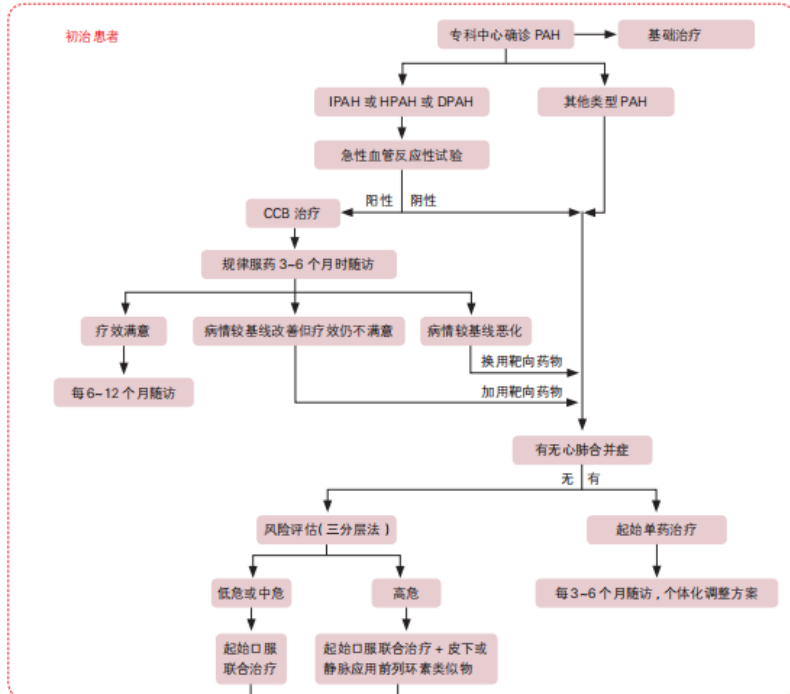 初治患者
专科中心确诊 PAH
基础治疗
IPAH 或 HPAH 或 DPAH
其他类型 PAH
急性血管反应性试验
阳性 阴性
CCB 治疗
规律服药 3~6 个月时随访
疗效满意
病情较基线改善但疗效仍不满意
病情较基线恶化
换用靶向药物
每 6~12 个月随访
加用靶向药物
有无心肺合并症
无 有
风险评估(三分层法)
起始单药治疗
低危或中危
高危
每 3~6 个月随访,个体化调整方案
起始口服
联合治疗
起始口服联合治疗 + 皮下或
静脉应用前列环素类似物